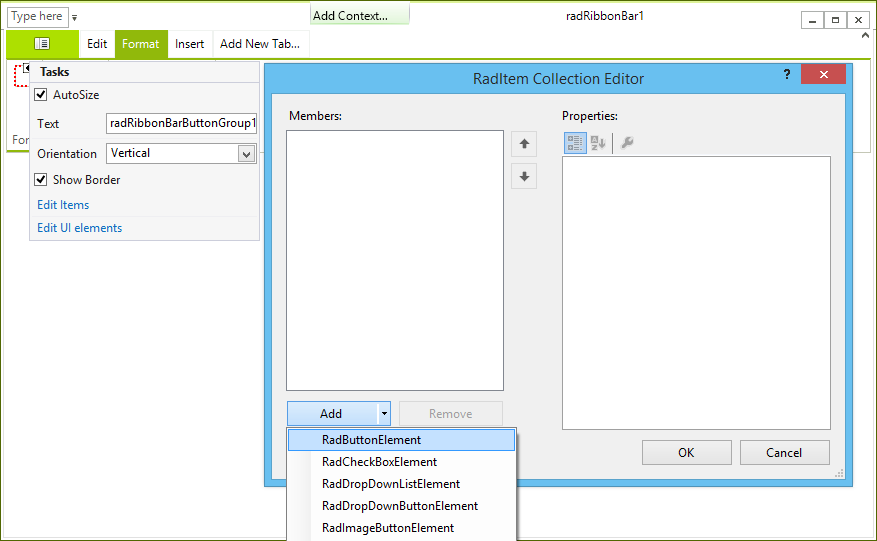 Type here
Add Context...
radRibbonBar1
Edit
Format
Insert
Add New Tab...
Tasks
AutoSize
Text
radRibbonBarButtonGroup1
Orientation
Vertical
Show Border
Edit Items
Edit UI elements
RadItem Collection Editor
?
Members:
Properties:
Add
Remove
RadButtonElement
RadCheckBoxElement
RadDropDownListElement
RadDropDownButtonElement
RadImageButtonElement
OK
Cancel